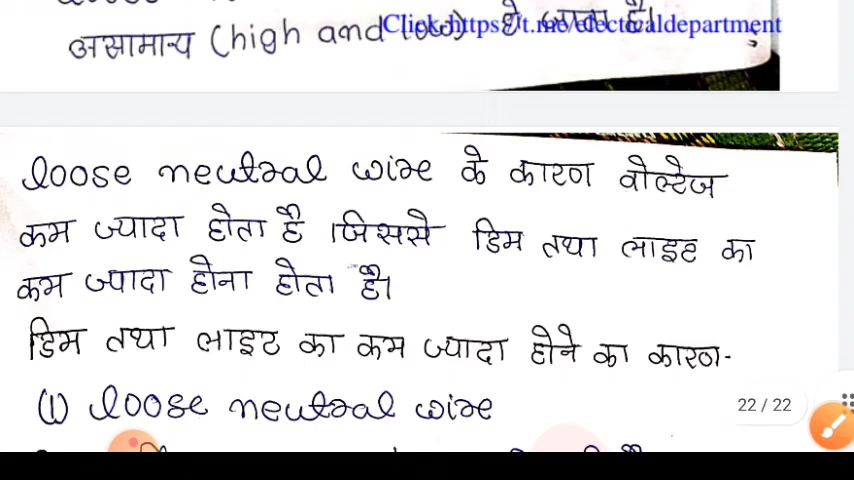 असामान्य (high and low) हो जाता है।
Click https://t.me/electricaldepartment
loose neutral wire के कारण वोल्टेज
कम ज्यादा होता है। जिससे डिम तथा लाइट का
कम ज्यादा होना होता है।
डिम तथा लाइट का कम ज्यादा होने का कारण-
(1) loose neutral wire
22 / 22